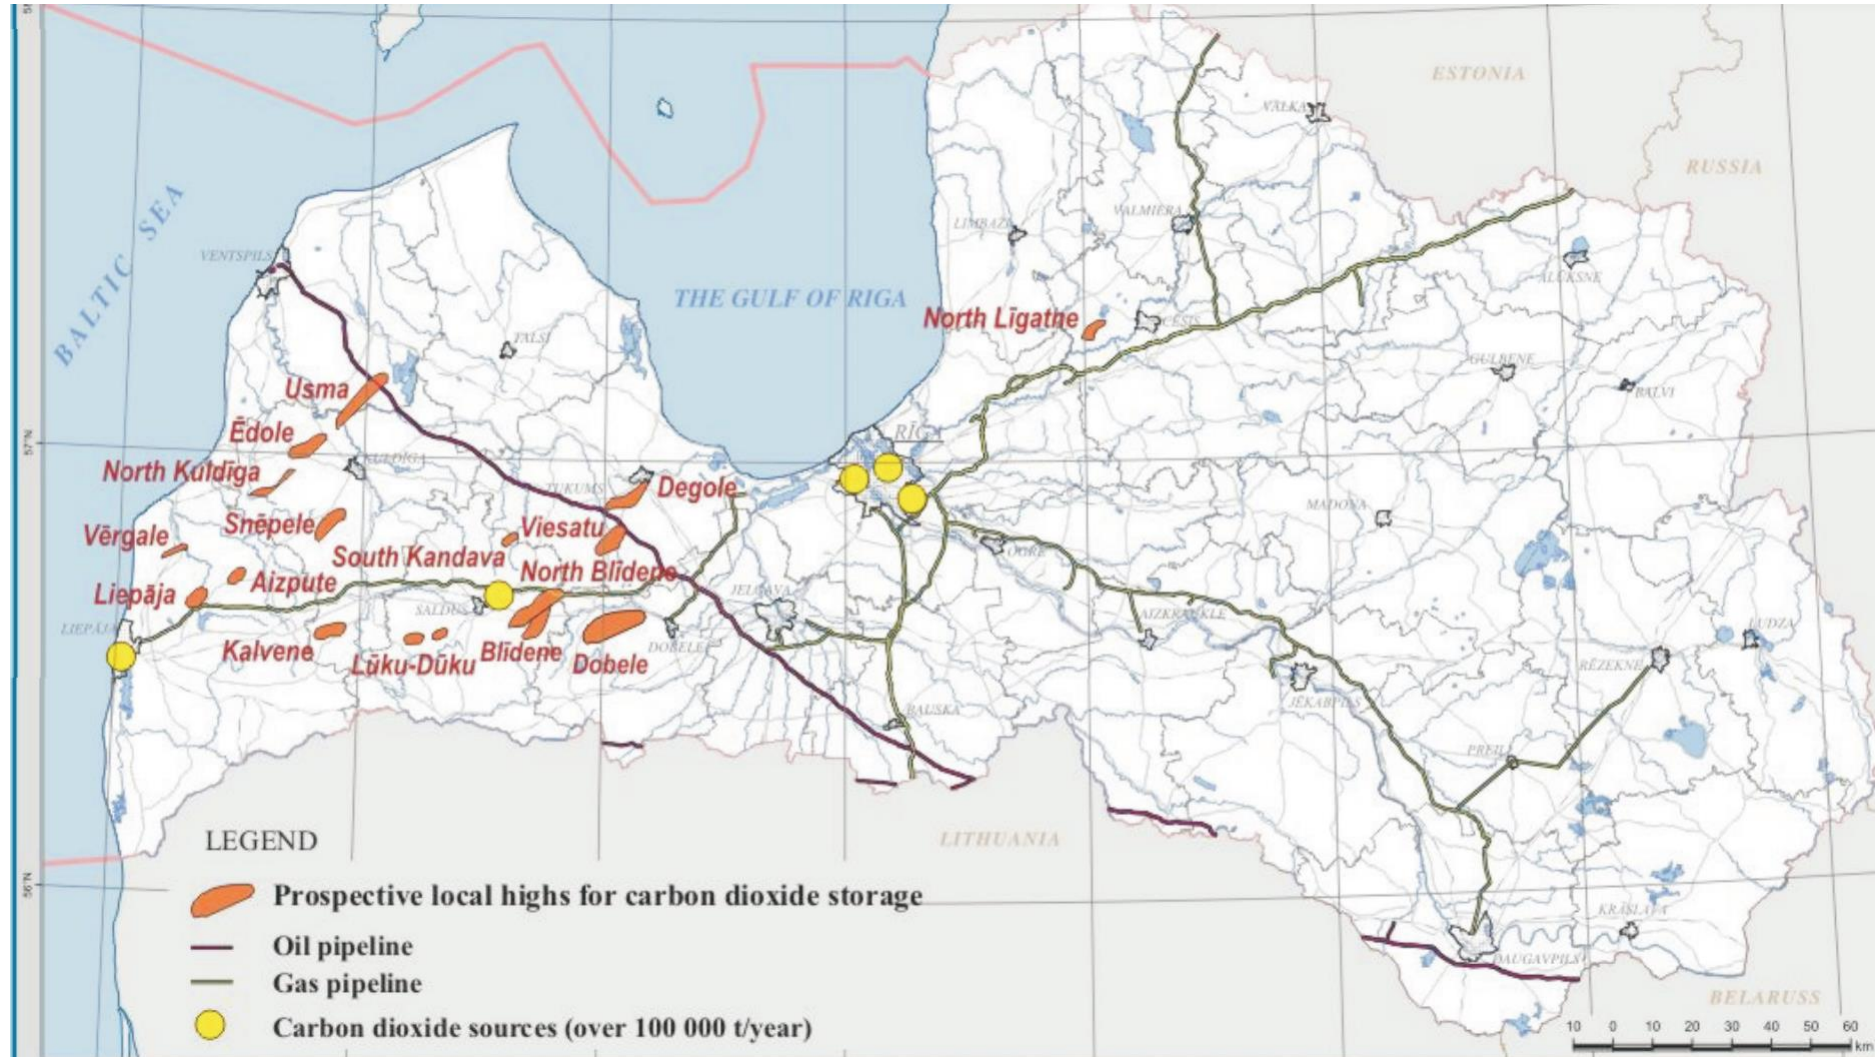 ESTONIA
VALKA
RUSSIA
BALTIC SEA
VALMIERA
LIMBAŽI
VENTSPILS
ALŪKSNE
THE GULF OF RIGA
North Līgatne
CĒSIS
TALSI
GULBENE
Usma
BALVI
57°N
Ēdole
RĪGA
KULDĪGA
North Kuldīga
TUKUMS
Degole
MADONA
Snēpele
Viesatu
Vērgale
South Kandava
OGRE
North Blīdene
Aizpute
Liepāja
JELGAVA
SALDUS
AIZKRAUKLE
LIEPĀJA
LUDZA
Kalvene
Blīdene
DOBELE
Lūku-Dūku
Dobele
RĒZEKNE
JĒKABPILS
BAUSKA
PREIĻI
LITHUANIA
LEGEND
56°N
Prospective local highs for carbon dioxide storage
KRĀSLAVA
Oil pipeline
DAUGAVPILS
Gas pipeline
BELARUSS
Carbon dioxide sources (over 100 000 t/year)
10 0 10 20 30 40 50 60
km